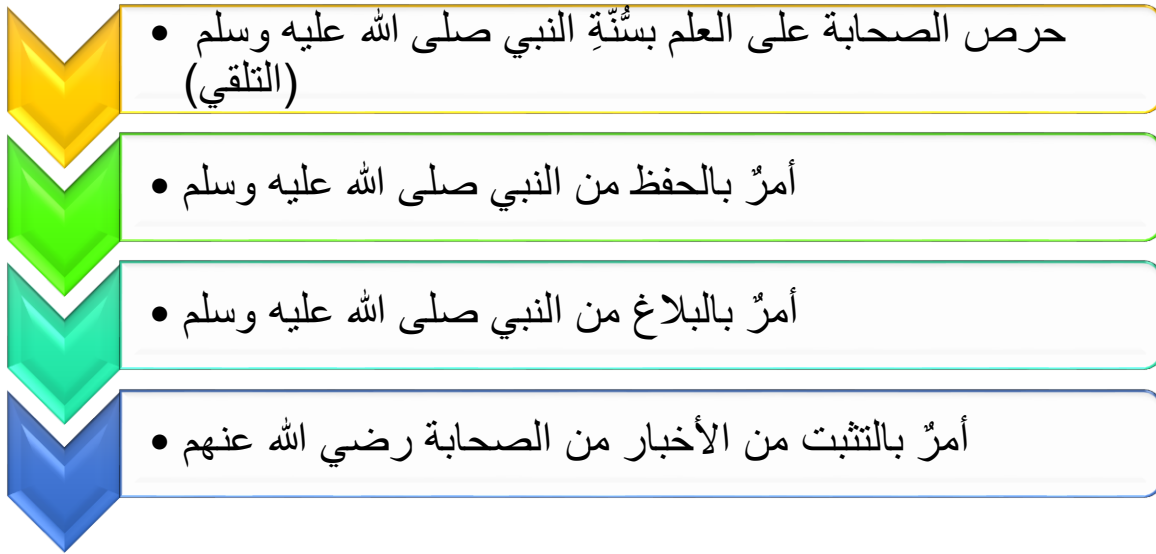 • حرص الصحابة على العلم بسُّنَّةِ النبي صلى الله عليه وسلم
(التلقي)
• أمرٌ بالحفظ من النبي صلى الله عليه وسلم
• أمرٌ بالبلاغ من النبي صلى الله عليه وسلم
• أمرٌ بالتثبت من الأخبار من الصحابة رضي الله عنهم